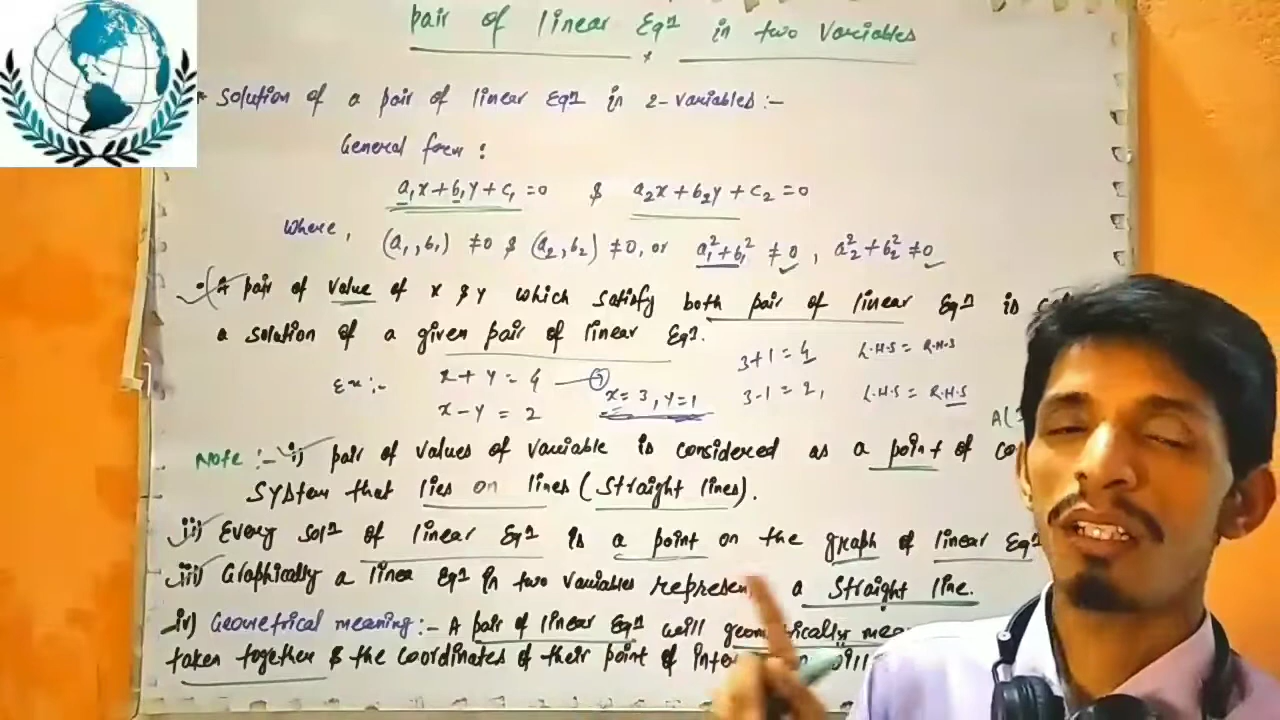 pair of linear Eqn in two Variables
Solution of a pair of linear Eqn in 2-variables:-
General form :
a₁x+b₁y+c₁=0 $ a₂x+b₂y+c₂=0
where, (a₁,b₁) ≠0 $ (a₂,b₂) ≠0, or a₁²+b₁² ≠0, a₂²+b₂² ≠0
A pair of value of x $ y which satisfy both pair of linear Eqn is
a solution of a given pair of linear Eqn.
Ex:- x+y=4 x=3, y=1 3+1=4 L.H.S = R.H.S
x-y=2 3-1=2, L.H.S = R.H.S
A(
Note :- i) pair of values of variable is considered as a point of co
System that lies on lines (straight lines).
ii) Every soln of linear Eqn is a point on the graph of linear Eqn
iii) Graphically a linea Eqn in two variables represen a straight line.
iv) Geometrical meaning:- A pair of linear Eqn will geometrically mea
taken together $ the coordinates of their point of inte